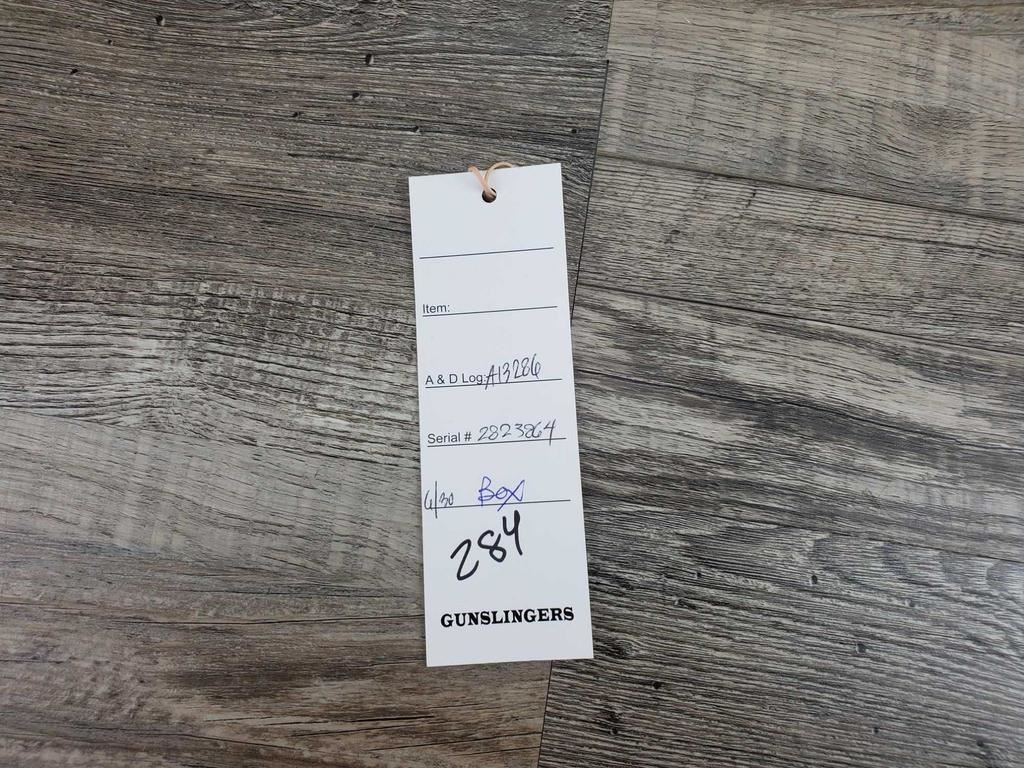 Item:
A & D Log: A13286
Serial # 2823864
6/30 Box
284
GUNSLINGERS